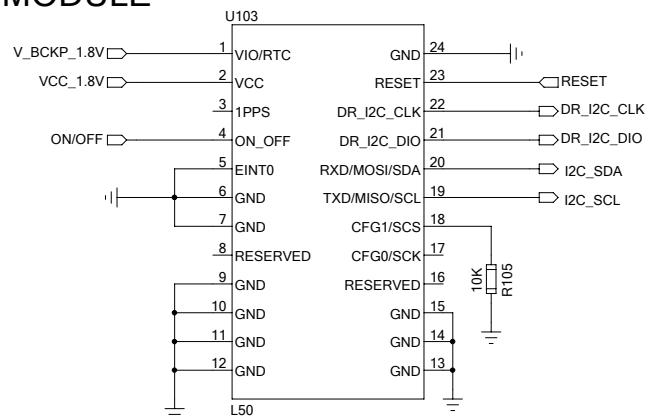 MODULE
U103
V_BCKP_1.8V 1 VIO/RTC GND 24
VCC_1.8V 2 VCC RESET 23 RESET
3 1PPS DR_I2C_CLK 22 DR_I2C_CLK
ON/OFF 4 ON_OFF DR_I2C_DIO 21 DR_I2C_DIO
5 EINT0 RXD/MOSI/SDA 20 I2C_SDA
6 GND TXD/MISO/SCL 19 I2C_SCL
7 GND CFG1/SCS 18
8 RESERVED CFG0/SCK 17
9 GND RESERVED 16
10K R105
10 GND GND 15
11 GND GND 14
12 GND GND 13
L50